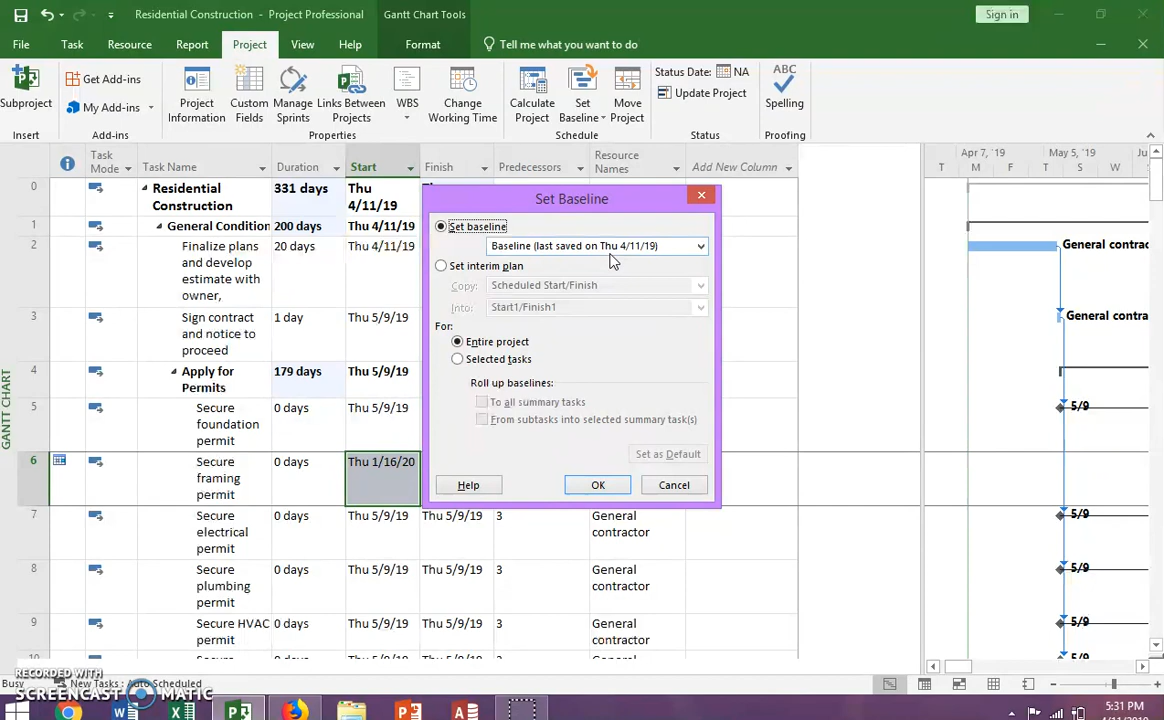 Residential Construction - Project Professional
Gantt Chart Tools
Sign in
File
Task
Resource
Report
Project
View
Help
Format
Tell me what you want to do
Subproject
Get Add-ins
My Add-ins
Project Information
Custom Fields
Manage Sprints
Links Between Projects
WBS
Change Working Time
Calculate Project
Set Baseline
Move Project
Status Date: NA
Update Project
ABC
Spelling
Insert
Add-ins
Properties
Schedule
Status
Proofing
Task Mode
Task Name
Duration
Start
Finish
Predecessors
Resource Names
Add New Column
Apr 7, '19
May 5, '19
T F T S M
0
Residential Construction
331 days
Thu 4/11/19
1
General Condition
200 days
Thu 4/11/19
2
Finalize plans and develop estimate with owner,
20 days
Thu 4/11/19
General contrac
3
Sign contract and notice to proceed
1 day
Thu 5/9/19
General contra
4
Apply for Permits
179 days
Thu 5/9/19
5
Secure foundation permit
0 days
Thu 5/9/19
5/9
6
Secure framing permit
0 days
Thu 1/16/20
7
Secure electrical permit
0 days
Thu 5/9/19
Thu 5/9/19
3
General contractor
5/9
8
Secure plumbing permit
0 days
Thu 5/9/19
Thu 5/9/19
3
General contractor
5/9
9
Secure HVAC permit
0 days
Thu 5/9/19
Thu 5/9/19
3
General contractor
5/9
GANTT CHART
Set Baseline
Set baseline
Baseline (last saved on Thu 4/11/19)
Set interim plan
Copy:
Scheduled Start/Finish
Into:
Start1/Finish1
For:
Entire project
Selected tasks
Roll up baselines:
To all summary tasks
From subtasks into selected summary task(s)
Set as Default
Help
OK
Cancel
RECORDED WITH
SCREENCAST MATIC
Busy
New Tasks : Auto Scheduled
5:31 PM